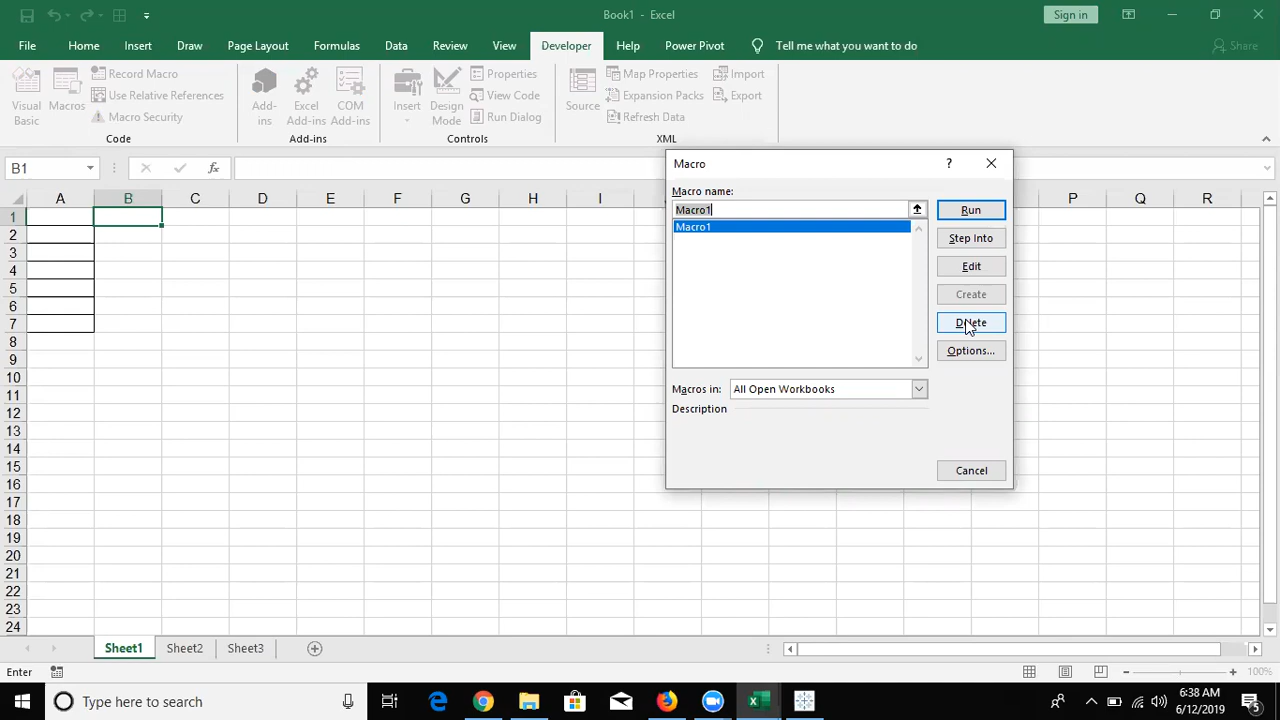 Book1 - Excel
Sign in
File Home Insert Draw Page Layout Formulas Data Review View Developer Help Power Pivot Tell me what you want to do Share
Visual Basic
Macros
Record Macro
Use Relative References
Macro Security
Code
Add-ins
Excel Add-ins
COM Add-ins
Add-ins
Insert
Design Mode
Properties
View Code
Run Dialog
Controls
Source
Map Properties
Expansion Packs
Refresh Data
Import
Export
XML
B1
fx
A B C D E F G H I P Q R
1
2
3
4
5
6
7
8
9
10
11
12
13
14
15
16
17
18
19
20
21
22
23
24
Macro
?
Macro name:
Macro1
Macro1
Run
Step Into
Edit
Create
Delete
Options...
Macros in: All Open Workbooks
Description
Cancel
Sheet1 Sheet2 Sheet3
Enter
100%
Type here to search
6:38 AM
6/12/2019
5